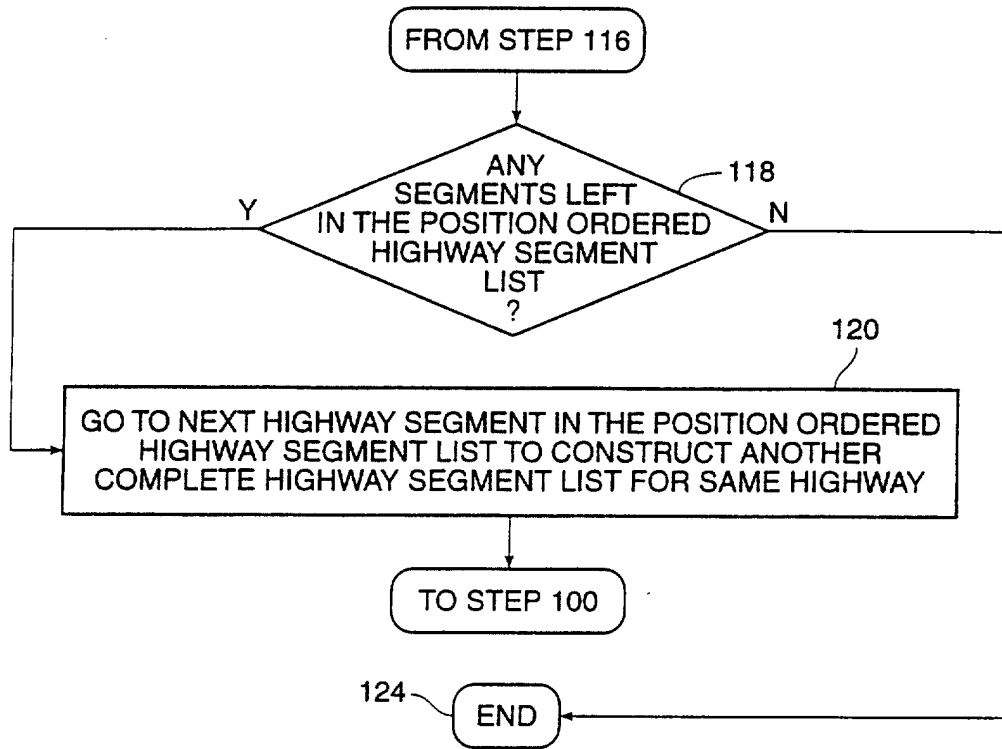 FROM STEP 116
ANY
SEGMENTS LEFT
IN THE POSITION ORDERED
HIGHWAY SEGMENT
LIST
?
118
Y
N
120
GO TO NEXT HIGHWAY SEGMENT IN THE POSITION ORDERED
HIGHWAY SEGMENT LIST TO CONSTRUCT ANOTHER
COMPLETE HIGHWAY SEGMENT LIST FOR SAME HIGHWAY
TO STEP 100
124
END